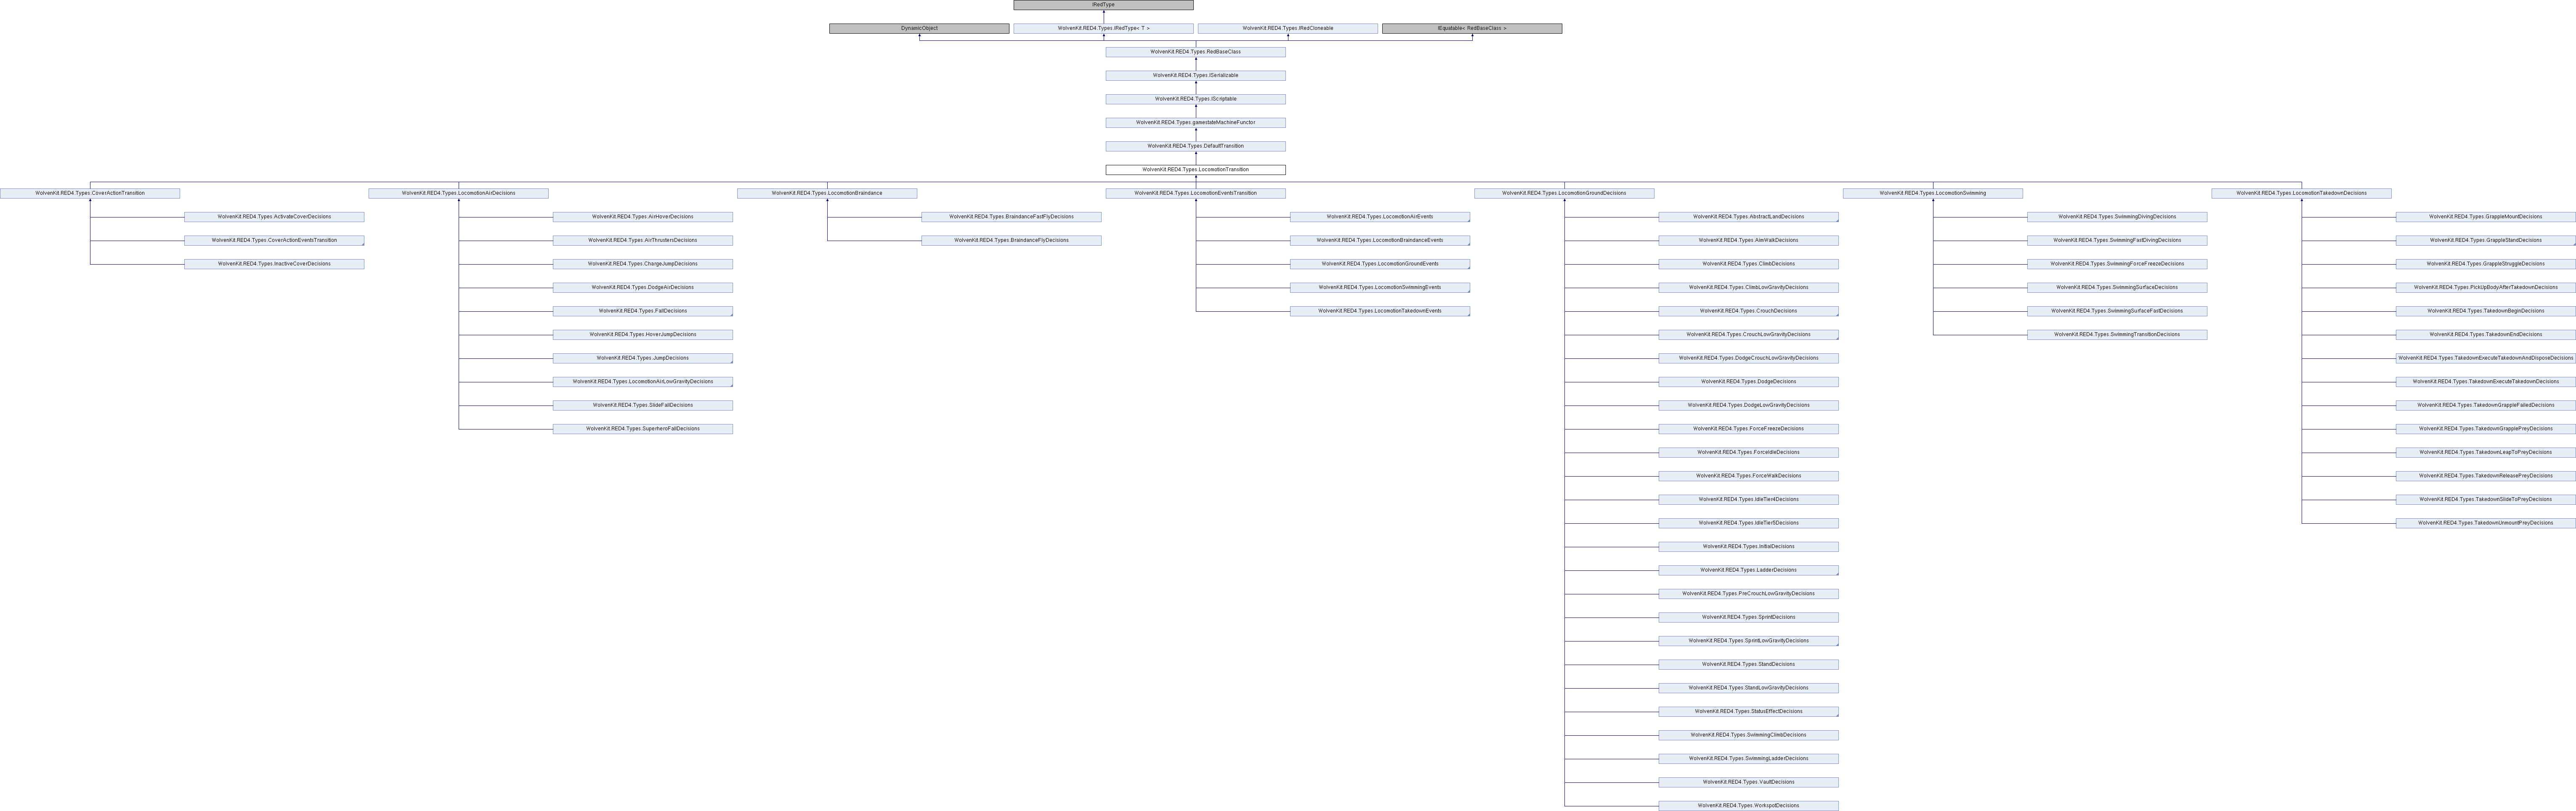 IRedType
DynamicObject
WolvenKit.RED4.Types.IRedType< T >
WolvenKit.RED4.Types.IRedCloneable
IEquatable< RedBaseClass >
WolvenKit.RED4.Types.RedBaseClass
WolvenKit.RED4.Types.ISerializable
WolvenKit.RED4.Types.IScriptable
WolvenKit.RED4.Types.gamestateMachineFunctor
WolvenKit.RED4.Types.DefaultTransition
WolvenKit.RED4.Types.LocomotionTransition
WolvenKit.RED4.Types.CoverActionTransition
WolvenKit.RED4.Types.LocomotionAirDecisions
WolvenKit.RED4.Types.LocomotionBraindance
WolvenKit.RED4.Types.LocomotionEventsTransition
WolvenKit.RED4.Types.LocomotionGroundDecisions
WolvenKit.RED4.Types.LocomotionSwimming
WolvenKit.RED4.Types.LocomotionTakedownDecisions
WolvenKit.RED4.Types.ActivateCoverDecisions
WolvenKit.RED4.Types.CoverActionEventsTransition
WolvenKit.RED4.Types.InactiveCoverDecisions
WolvenKit.RED4.Types.AirHoverDecisions
WolvenKit.RED4.Types.AirThrustersDecisions
WolvenKit.RED4.Types.ChargeJumpDecisions
WolvenKit.RED4.Types.DodgeAirDecisions
WolvenKit.RED4.Types.FallDecisions
WolvenKit.RED4.Types.HoverJumpDecisions
WolvenKit.RED4.Types.JumpDecisions
WolvenKit.RED4.Types.LocomotionAirLowGravityDecisions
WolvenKit.RED4.Types.SlideFallDecisions
WolvenKit.RED4.Types.SuperheroFallDecisions
WolvenKit.RED4.Types.BraindanceFastFlyDecisions
WolvenKit.RED4.Types.BraindanceFlyDecisions
WolvenKit.RED4.Types.LocomotionAirEvents
WolvenKit.RED4.Types.LocomotionBraindanceEvents
WolvenKit.RED4.Types.LocomotionGroundEvents
WolvenKit.RED4.Types.LocomotionSwimmingEvents
WolvenKit.RED4.Types.LocomotionTakedownEvents
WolvenKit.RED4.Types.AbstractLandDecisions
WolvenKit.RED4.Types.AimWalkDecisions
WolvenKit.RED4.Types.ClimbDecisions
WolvenKit.RED4.Types.ClimbLowGravityDecisions
WolvenKit.RED4.Types.CrouchDecisions
WolvenKit.RED4.Types.CrouchLowGravityDecisions
WolvenKit.RED4.Types.DodgeCrouchLowGravityDecisions
WolvenKit.RED4.Types.DodgeDecisions
WolvenKit.RED4.Types.DodgeLowGravityDecisions
WolvenKit.RED4.Types.ForceFreezeDecisions
WolvenKit.RED4.Types.ForceIdleDecisions
WolvenKit.RED4.Types.ForceWalkDecisions
WolvenKit.RED4.Types.IdleTier4Decisions
WolvenKit.RED4.Types.IdleTier5Decisions
WolvenKit.RED4.Types.InitialDecisions
WolvenKit.RED4.Types.LadderDecisions
WolvenKit.RED4.Types.PreCrouchLowGravityDecisions
WolvenKit.RED4.Types.SprintDecisions
WolvenKit.RED4.Types.SprintLowGravityDecisions
WolvenKit.RED4.Types.StandDecisions
WolvenKit.RED4.Types.StandLowGravityDecisions
WolvenKit.RED4.Types.StatusEffectDecisions
WolvenKit.RED4.Types.SwimmingClimbDecisions
WolvenKit.RED4.Types.SwimmingLadderDecisions
WolvenKit.RED4.Types.VaultDecisions
WolvenKit.RED4.Types.WorkspotDecisions
WolvenKit.RED4.Types.SwimmingDivingDecisions
WolvenKit.RED4.Types.SwimmingFastDivingDecisions
WolvenKit.RED4.Types.SwimmingForceFreezeDecisions
WolvenKit.RED4.Types.SwimmingSurfaceDecisions
WolvenKit.RED4.Types.SwimmingSurfaceFastDecisions
WolvenKit.RED4.Types.SwimmingTransitionDecisions
WolvenKit.RED4.Types.GrappleMountDecisions
WolvenKit.RED4.Types.GrappleStandDecisions
WolvenKit.RED4.Types.GrappleStruggleDecisions
WolvenKit.RED4.Types.PickUpBodyAfterTakedownDecisions
WolvenKit.RED4.Types.TakedownBeginDecisions
WolvenKit.RED4.Types.TakedownEndDecisions
WolvenKit.RED4.Types.TakedownExecuteTakedownAndDisposeDecisions
WolvenKit.RED4.Types.TakedownExecuteTakedownDecisions
WolvenKit.RED4.Types.TakedownGrappleFailedDecisions
WolvenKit.RED4.Types.TakedownGrapplePreyDecisions
WolvenKit.RED4.Types.TakedownLeapToPreyDecisions
WolvenKit.RED4.Types.TakedownReleasePreyDecisions
WolvenKit.RED4.Types.TakedownSlideToPreyDecisions
WolvenKit.RED4.Types.TakedownUnmountPreyDecisions